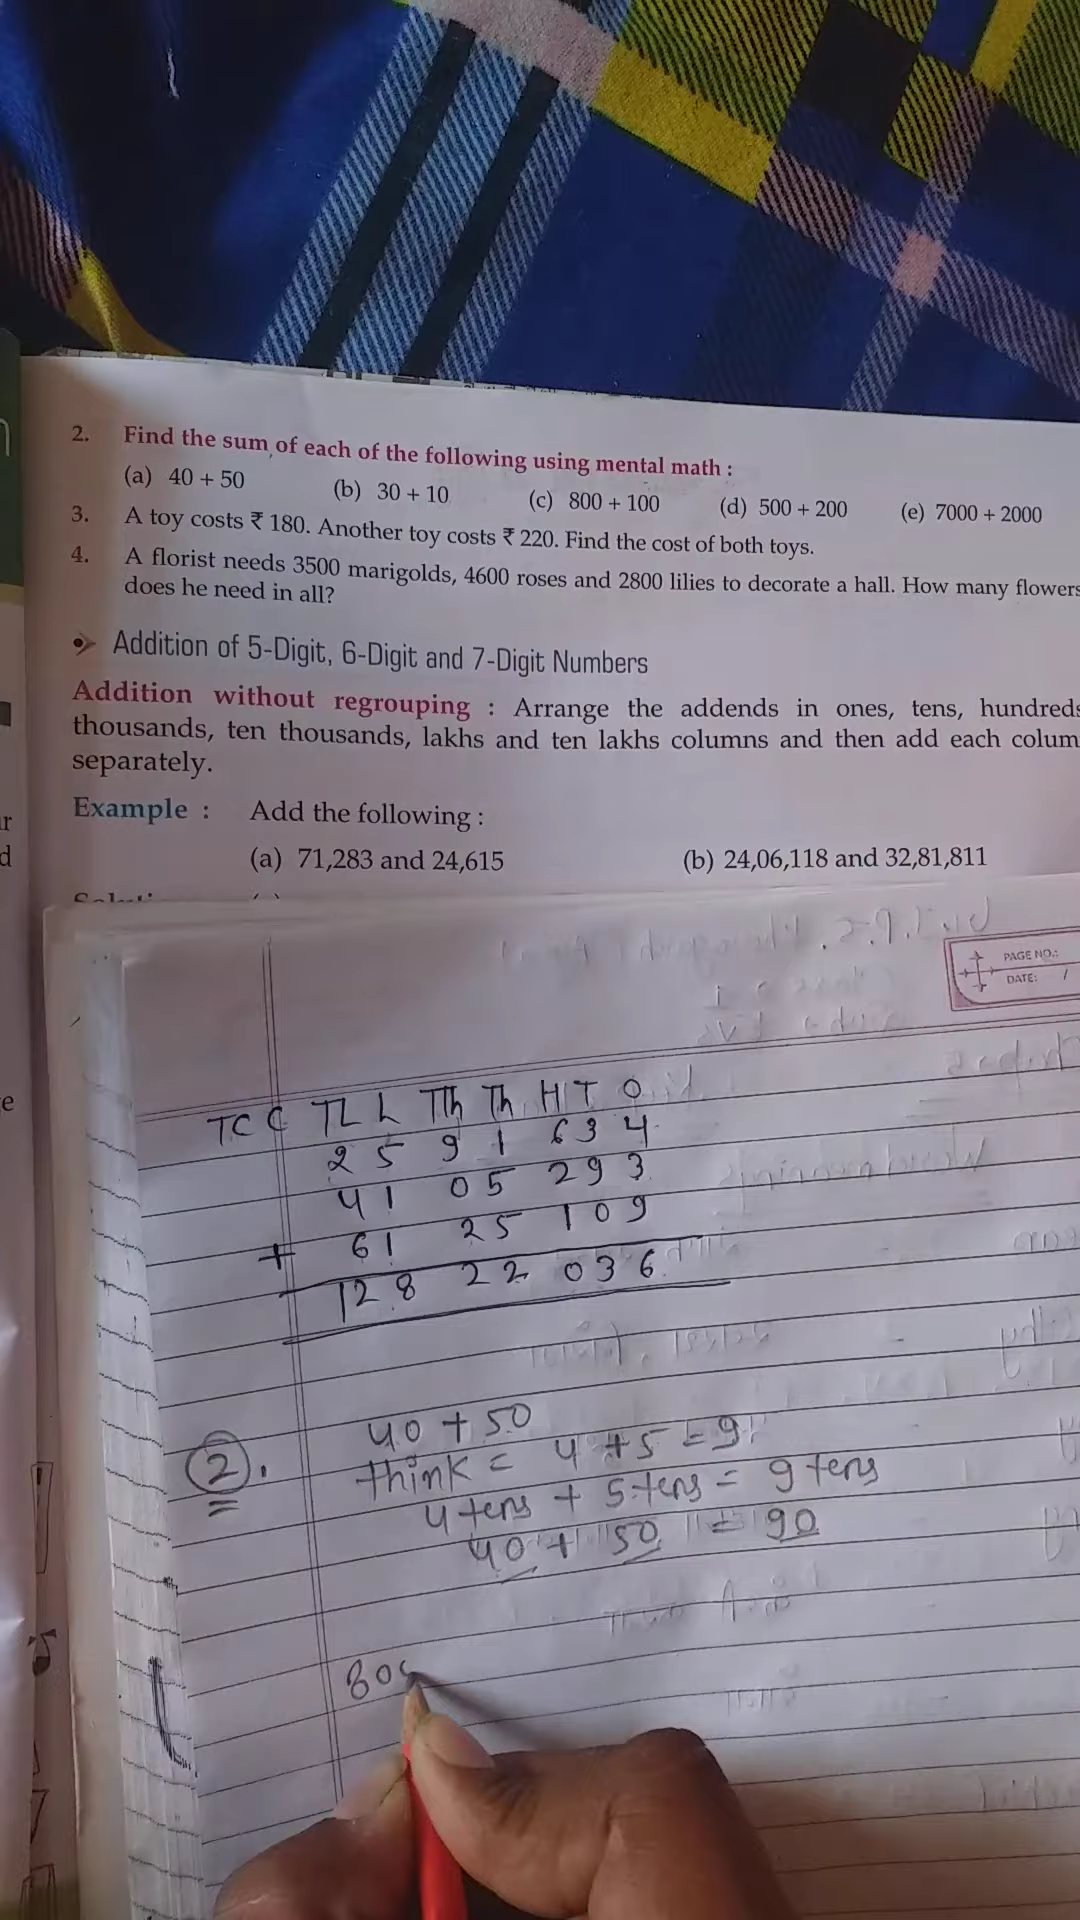 2. Find the sum of each of the following using mental math :
(a) 40 + 50 (b) 30 + 10 (c) 800 + 100 (d) 500 + 200 (e) 7000 + 2000
3. A toy costs ₹ 180. Another toy costs ₹ 220. Find the cost of both toys.
4. A florist needs 3500 marigolds, 4600 roses and 2800 lilies to decorate a hall. How many flowers
does he need in all?
Addition of 5-Digit, 6-Digit and 7-Digit Numbers
Addition without regrouping : Arrange the addends in ones, tens, hundreds
thousands, ten thousands, lakhs and ten lakhs columns and then add each colum
separately.
Example : Add the following :
(a) 71,283 and 24,615 (b) 24,06,118 and 32,81,811
PAGE NO.:
DATE: /
TC C TL L TTh Th H T O
2 5 9 1 6 3 4
4 1 0 5 2 9 3
+ 6 1 2 5 1 0 9
12 8 2 2 0 3 6
2. 40 + 50
think = 4 + 5 = 9
4 tens + 5 tens = 9 tens
40 + 50 = 90
800